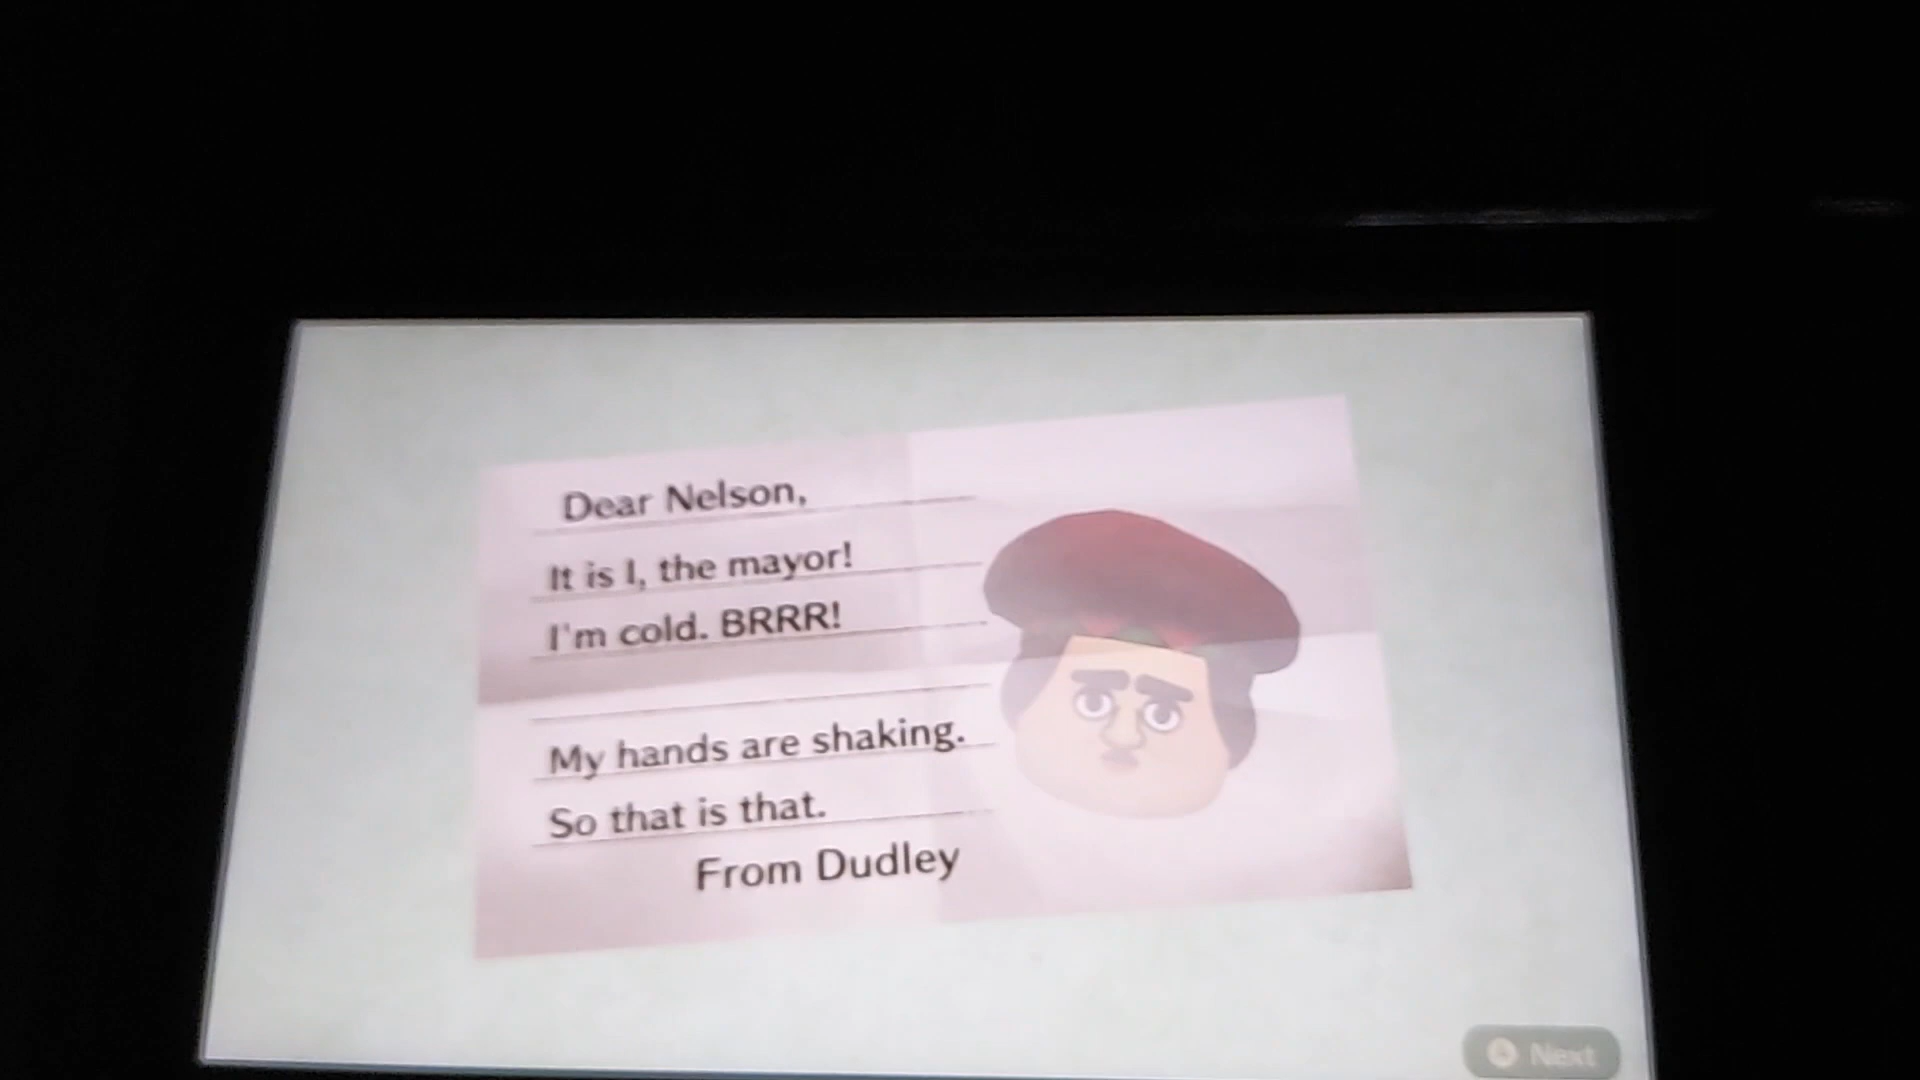 Dear Nelson,
It is I, the mayor!
I'm cold. BRRR!
My hands are shaking.
So that is that.
From Dudley
Next